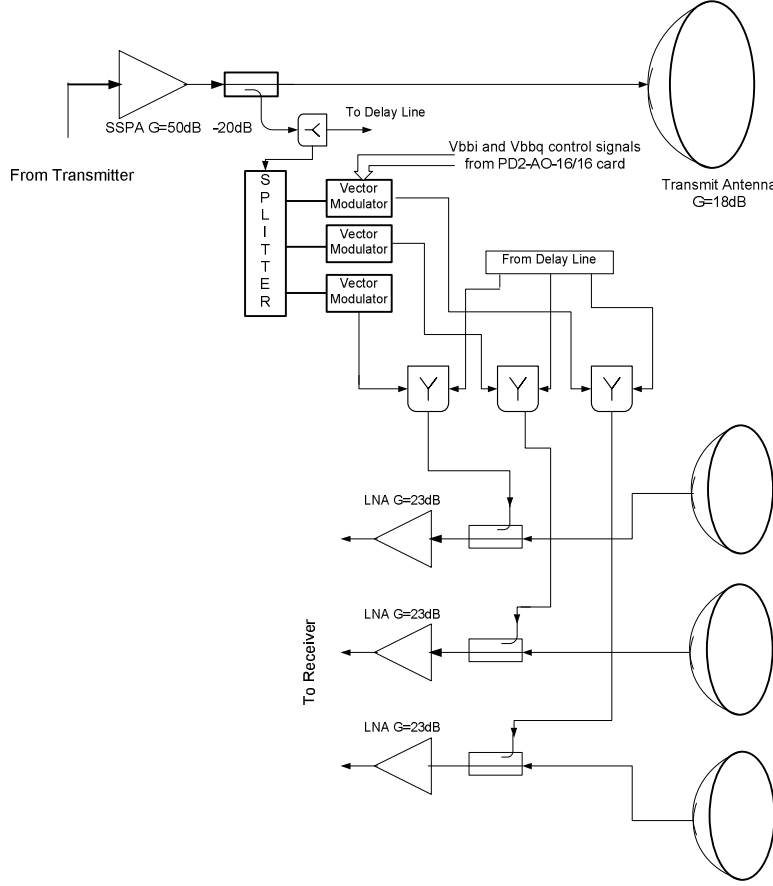 To Delay Line
SSPA G=50dB -20dB
Vbbi and Vbbq control signals
from PD2-AO-16/16 card
From Transmitter
Transmit Antenna
G=18dB
S
P
L
I
T
T
E
R
Vector
Modulator
Vector
Modulator
Vector
Modulator
From Delay Line
LNA G=23dB
LNA G=23dB
To Receiver
LNA G=23dB